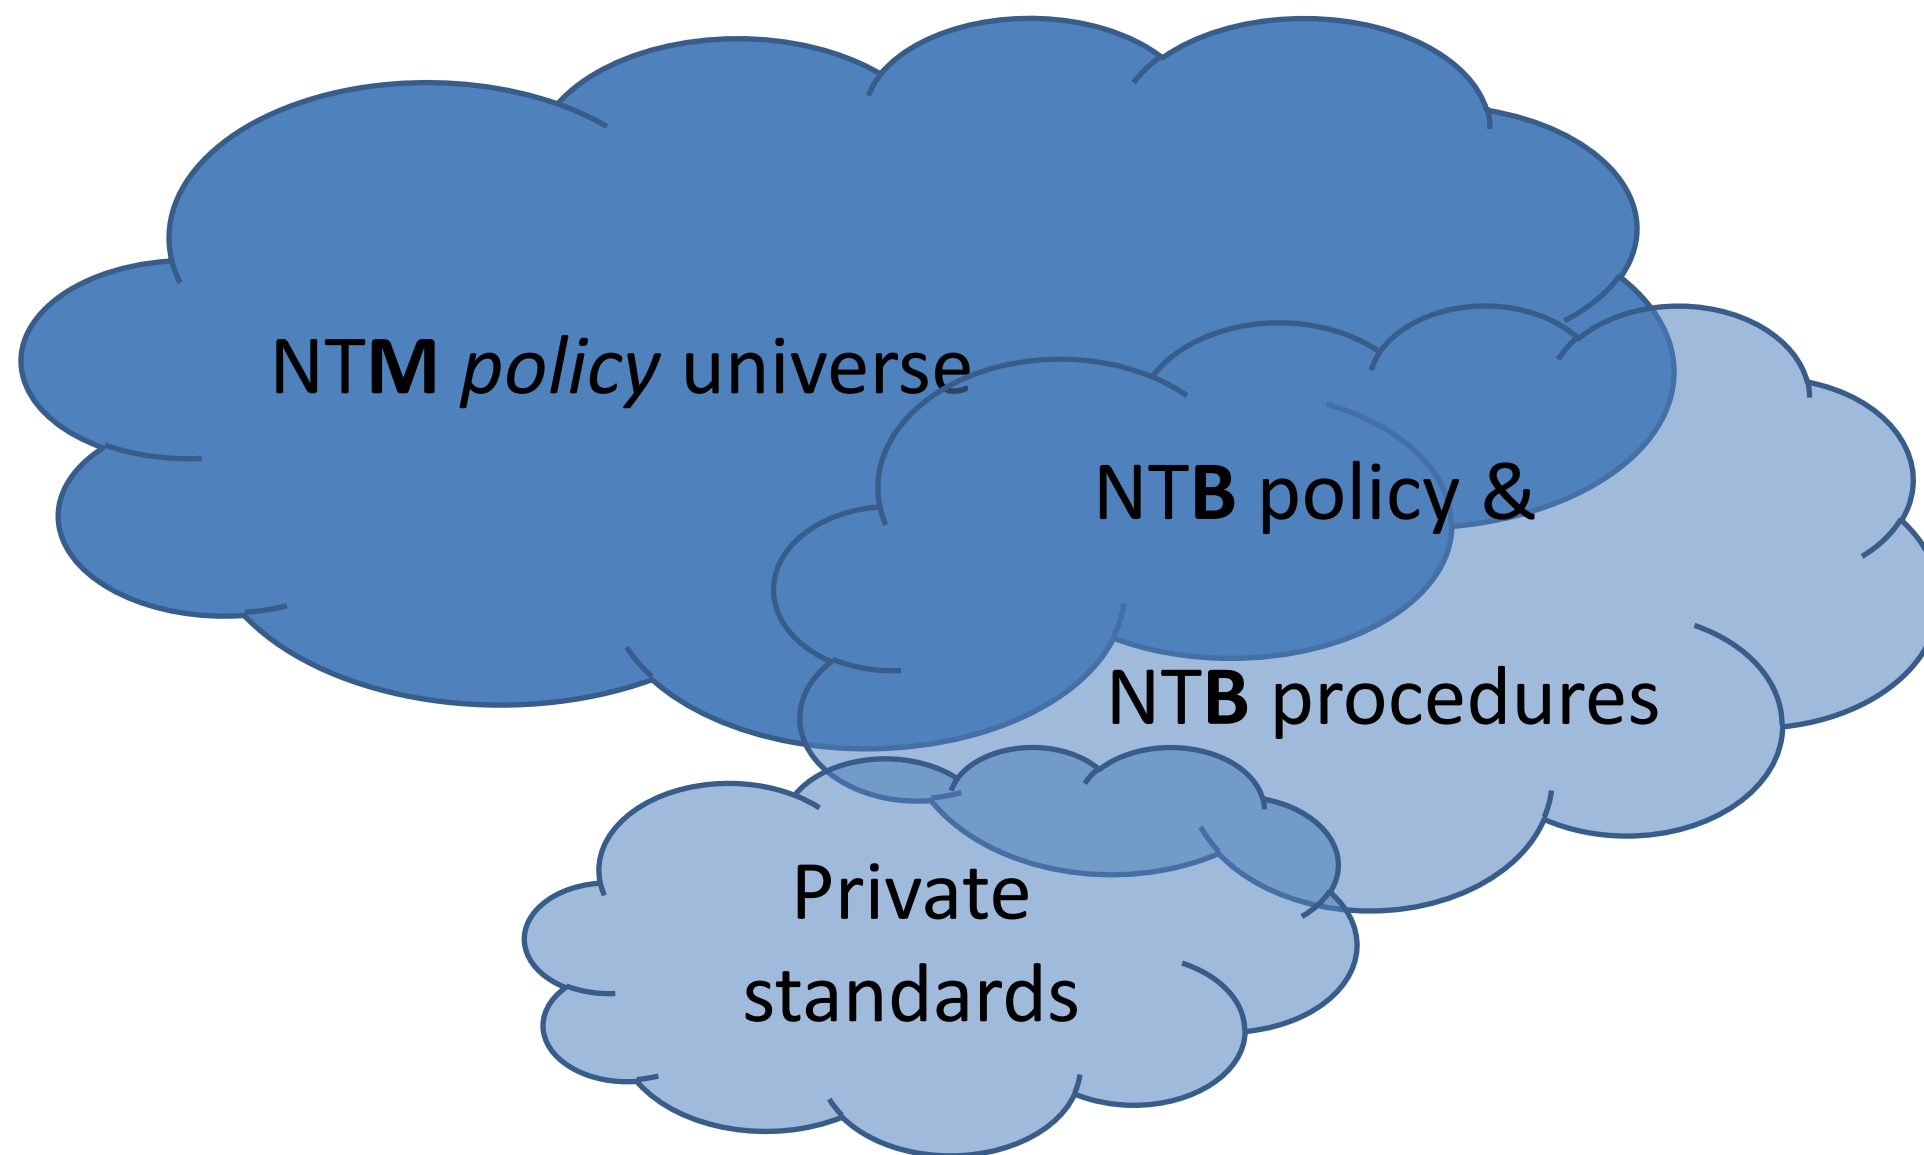 NTM policy universe
NTB policy &
NTB procedures
Private
standards